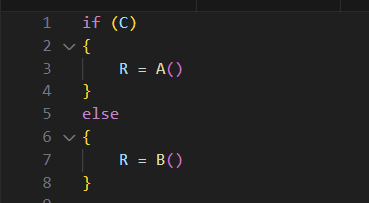 1 if (C)
2 {
3 R = A()
4 }
5 else
6 {
7 R = B()
8 }